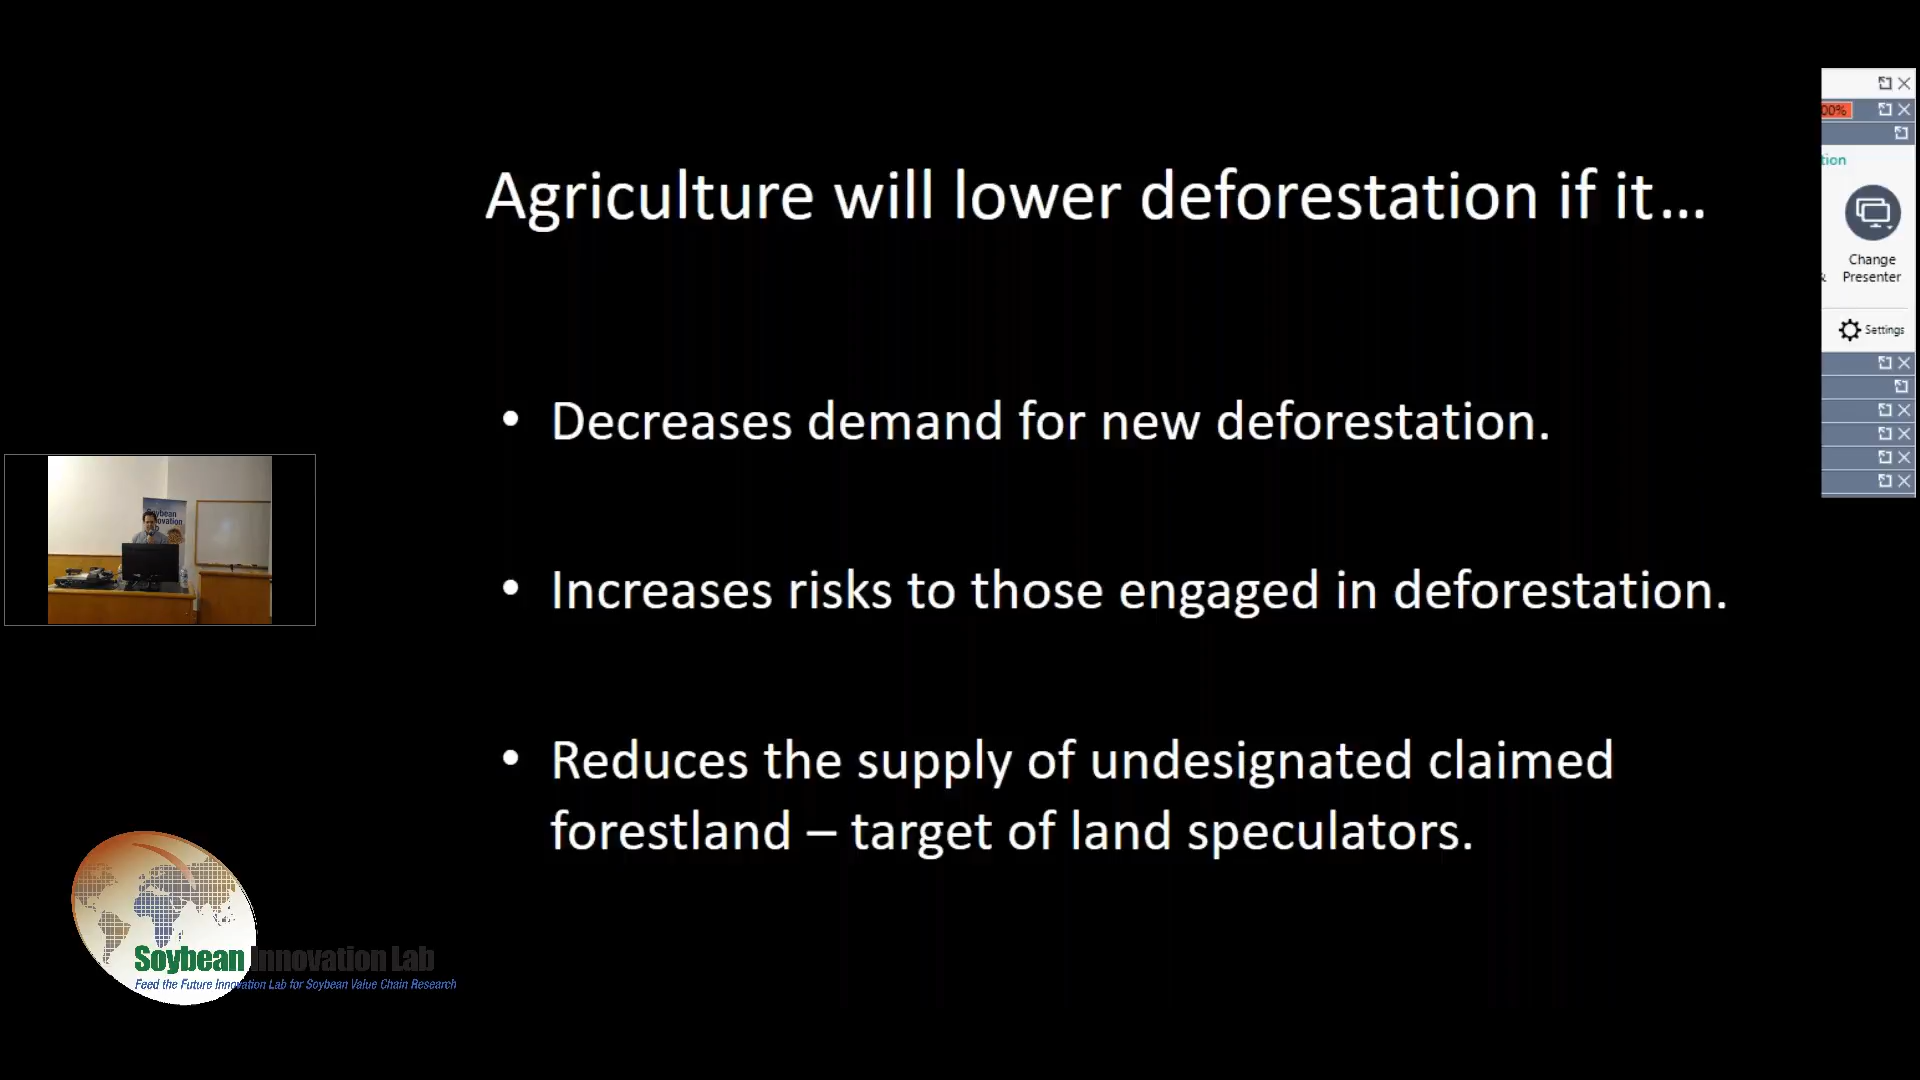 Agriculture will lower deforestation if it...
• Decreases demand for new deforestation.
• Increases risks to those engaged in deforestation.
• Reduces the supply of undesignated claimed
forestland – target of land speculators.
Soybean Innovation Lab
Feed the Future Innovation Lab for Soybean Value Chain Research
00%
tion
Change
Presenter
Settings